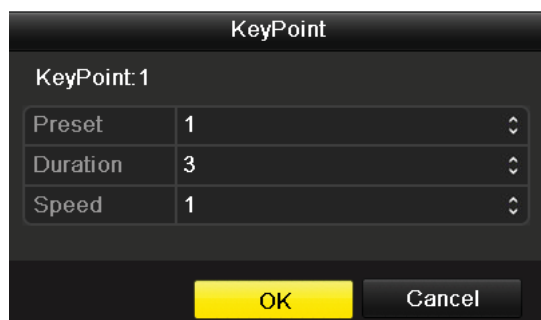 KeyPoint
KeyPoint:1
Preset 1
Duration 3
Speed 1
OK Cancel